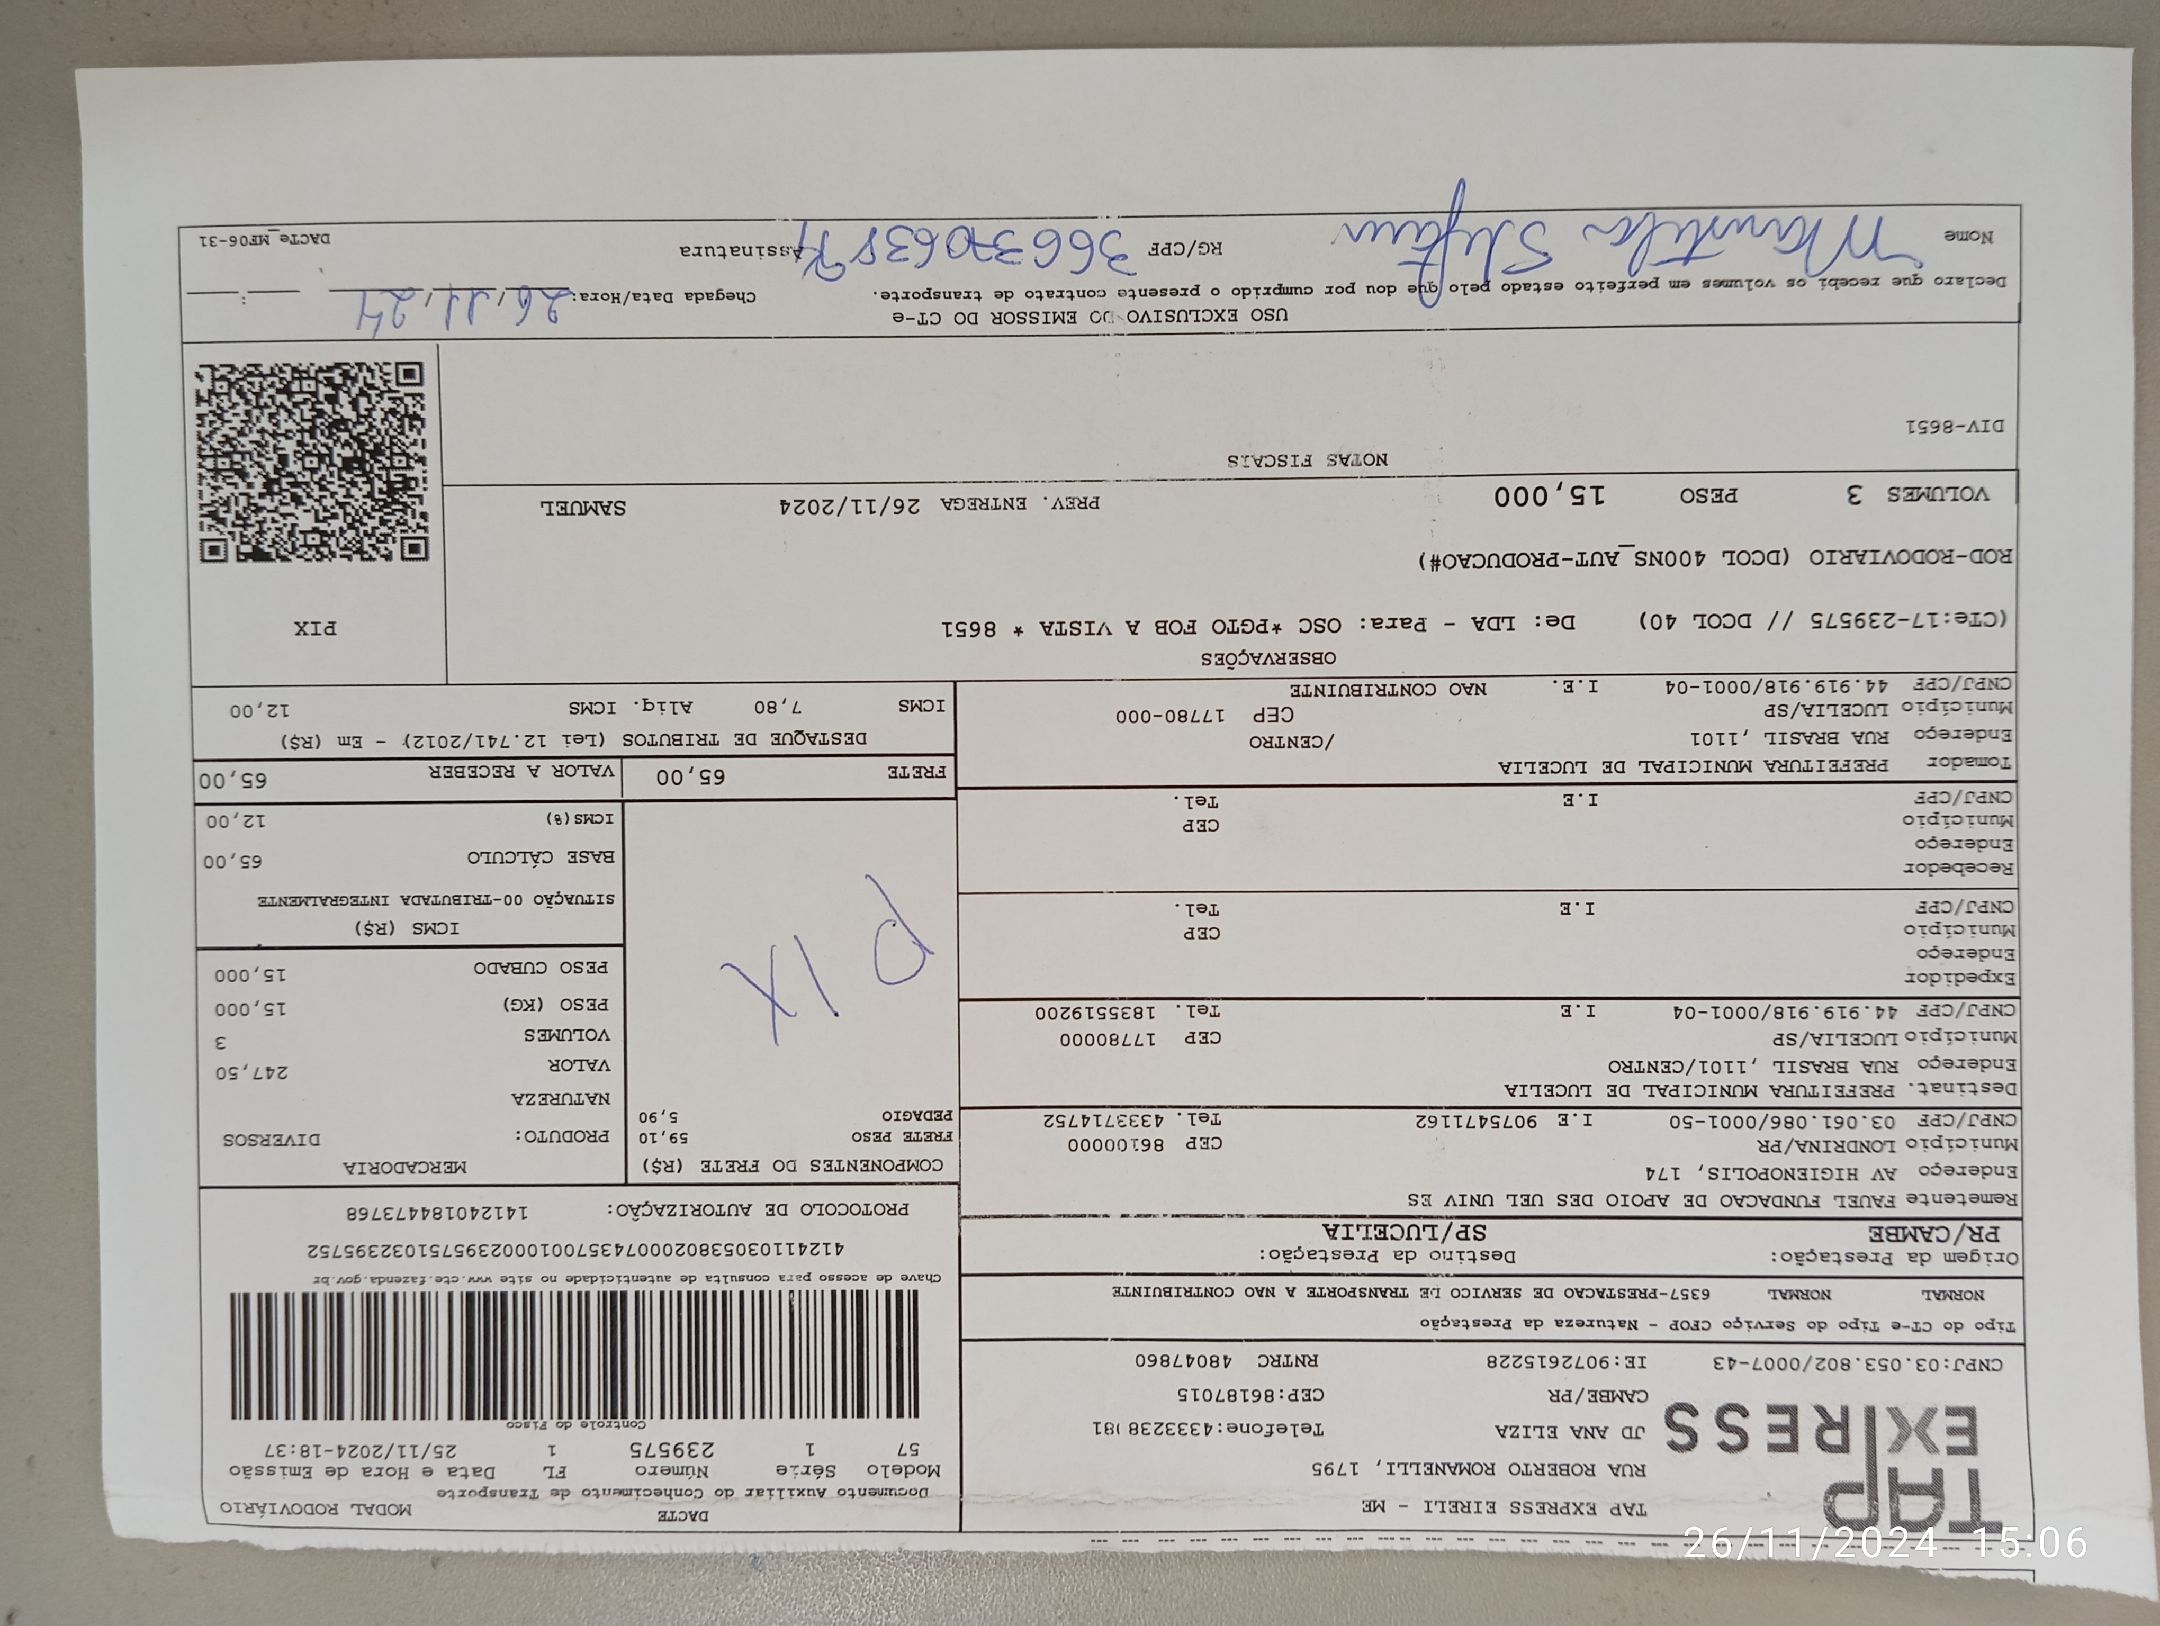 TAP
EXPRESS
TAP EXPRESS EIRELI - ME
RUA ROBERTO ROMANELLI, 1795
JD ANA ELIZA
CAMBE/PR
CEP:86187015
CNPJ:03.053.802/0007-43 IE:9072615228 RNTRC 48047860
DACTE MODAL RODOVIÁRIO
Documento Auxiliar do Conhecimento de Transporte
Modelo Série Número FL Data e Hora de Emissão
57 1 239575 1 25/11/2024-18:37
Controle do Fisco
Chave de acesso para consulta de autenticidade no site www.cte.fazenda.gov.br
PROTOCOLO DE AUTORIZAÇÃO: 141240184473768
Tipo do CT-e Tipo do Serviço CFOP - Natureza da Prestação
NORMAL NORMAL 6357-PRESTACAO DE SERVICO DE TRANSPORTE A NAO CONTRIBUINTE
Origem da Prestação: Destino da Prestação:
PR/CAMBE SP/LUCELIA
Remetente FAUEL FUNDACAO DE APOIO DES UEL UNIV ES
Endereço AV HIGIENOPOLIS, 174
Município LONDRINA/PR CEP 86100000
CNPJ/CPF 03.061.086/0001-50 I.E 9075471162 Tel. 4333714752
Destinat. PREFEITURA MUNICIPAL DE LUCELIA
Endereço RUA BRASIL ,1101/CENTRO
Município LUCELIA/SP CEP 17780000
CNPJ/CPF 44.919.918/0001-04 I.E Tel. 1835519200
Expedidor
Endereço
Município CEP
CNPJ/CPF I.E Tel.
Recebedor
Endereço
Município CEP
CNPJ/CPF I.E Tel.
Tomador PREFEITURA MUNICIPAL DE LUCELIA
Endereço RUA BRASIL ,1101 /CENTRO
Município LUCELIA/SP CEP 17780-000
CNPJ/CPF 44.919.918/0001-04 I.E. NAO CONTRIBUINTE
COMPONENTES DO FRETE (R$)
FRETE PESO 59,10
PEDAGIO 5,90
PIX
MERCADORIA
PRODUTO: DIVERSOS
NATUREZA
VALOR 247,50
VOLUMES 3
PESO (KG) 15,000
PESO CUBADO 15,000
ICMS (R$)
SITUAÇÃO 00-TRIBUTADA INTEGRALMENTE
BASE CÁLCULO 65,00
ICMS(%) 12,00
FRETE 65,00 VALOR A RECEBER 65,00
DESTAQUE DE TRIBUTOS (Lei 12.741/2012) - Em (R$)
ICMS 7,80 Aliq. ICMS 12,00
OBSERVAÇÕES
(CTe:17-239575 // DCOL 40) De: LDA - Para: OSC *PGTO FOB A VISTA * 8651
ROD-RODOVIARIO (DCOL 400NS_AUT-PRODUCAO#)
PIX
VOLUMES 3 PESO 15,000 PREV. ENTREGA 26/11/2024 SAMUEL
NOTAS FISCAIS
DIV-8651
USO EXCLUSIVO DO EMISSOR DO CT-e
Declaro que recebi os volumes em perfeito estado pelo que dou por cumprido o presente contrato de transporte.
Chegada Data/Hora: 26,11,24 :
Nome RG/CPF Assinatura
DACTe_MF06-31
26/11/2024 15:06